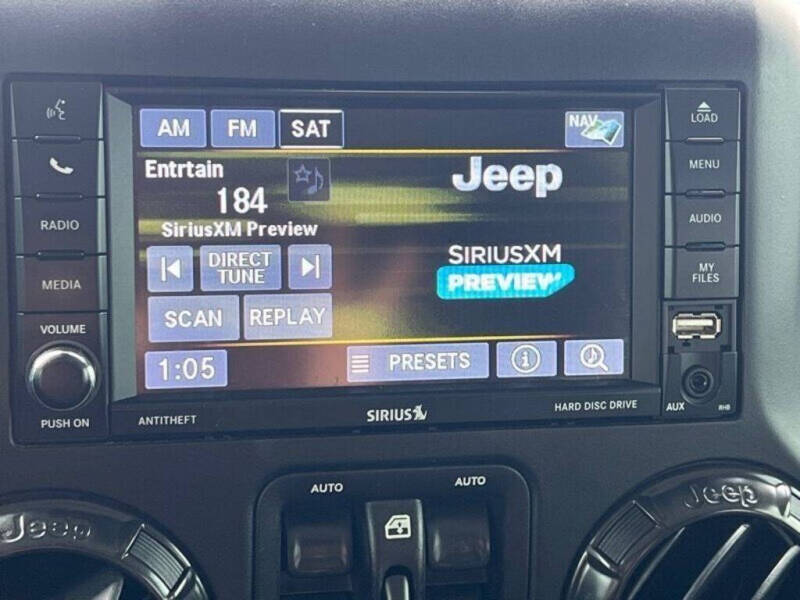 AM FM SAT NAV
Entrtain
184
SiriusXM Preview
DIRECT
TUNE
SCAN REPLAY
1:05 PRESETS
Jeep
SIRIUSXM
PREVIEW
RADIO
MEDIA
VOLUME
PUSH ON
ANTITHEFT
SIRIUS
HARD DISC DRIVE
LOAD
MENU
AUDIO
MY
FILES
AUX RHB
AUTO AUTO
Jeep
Jeep